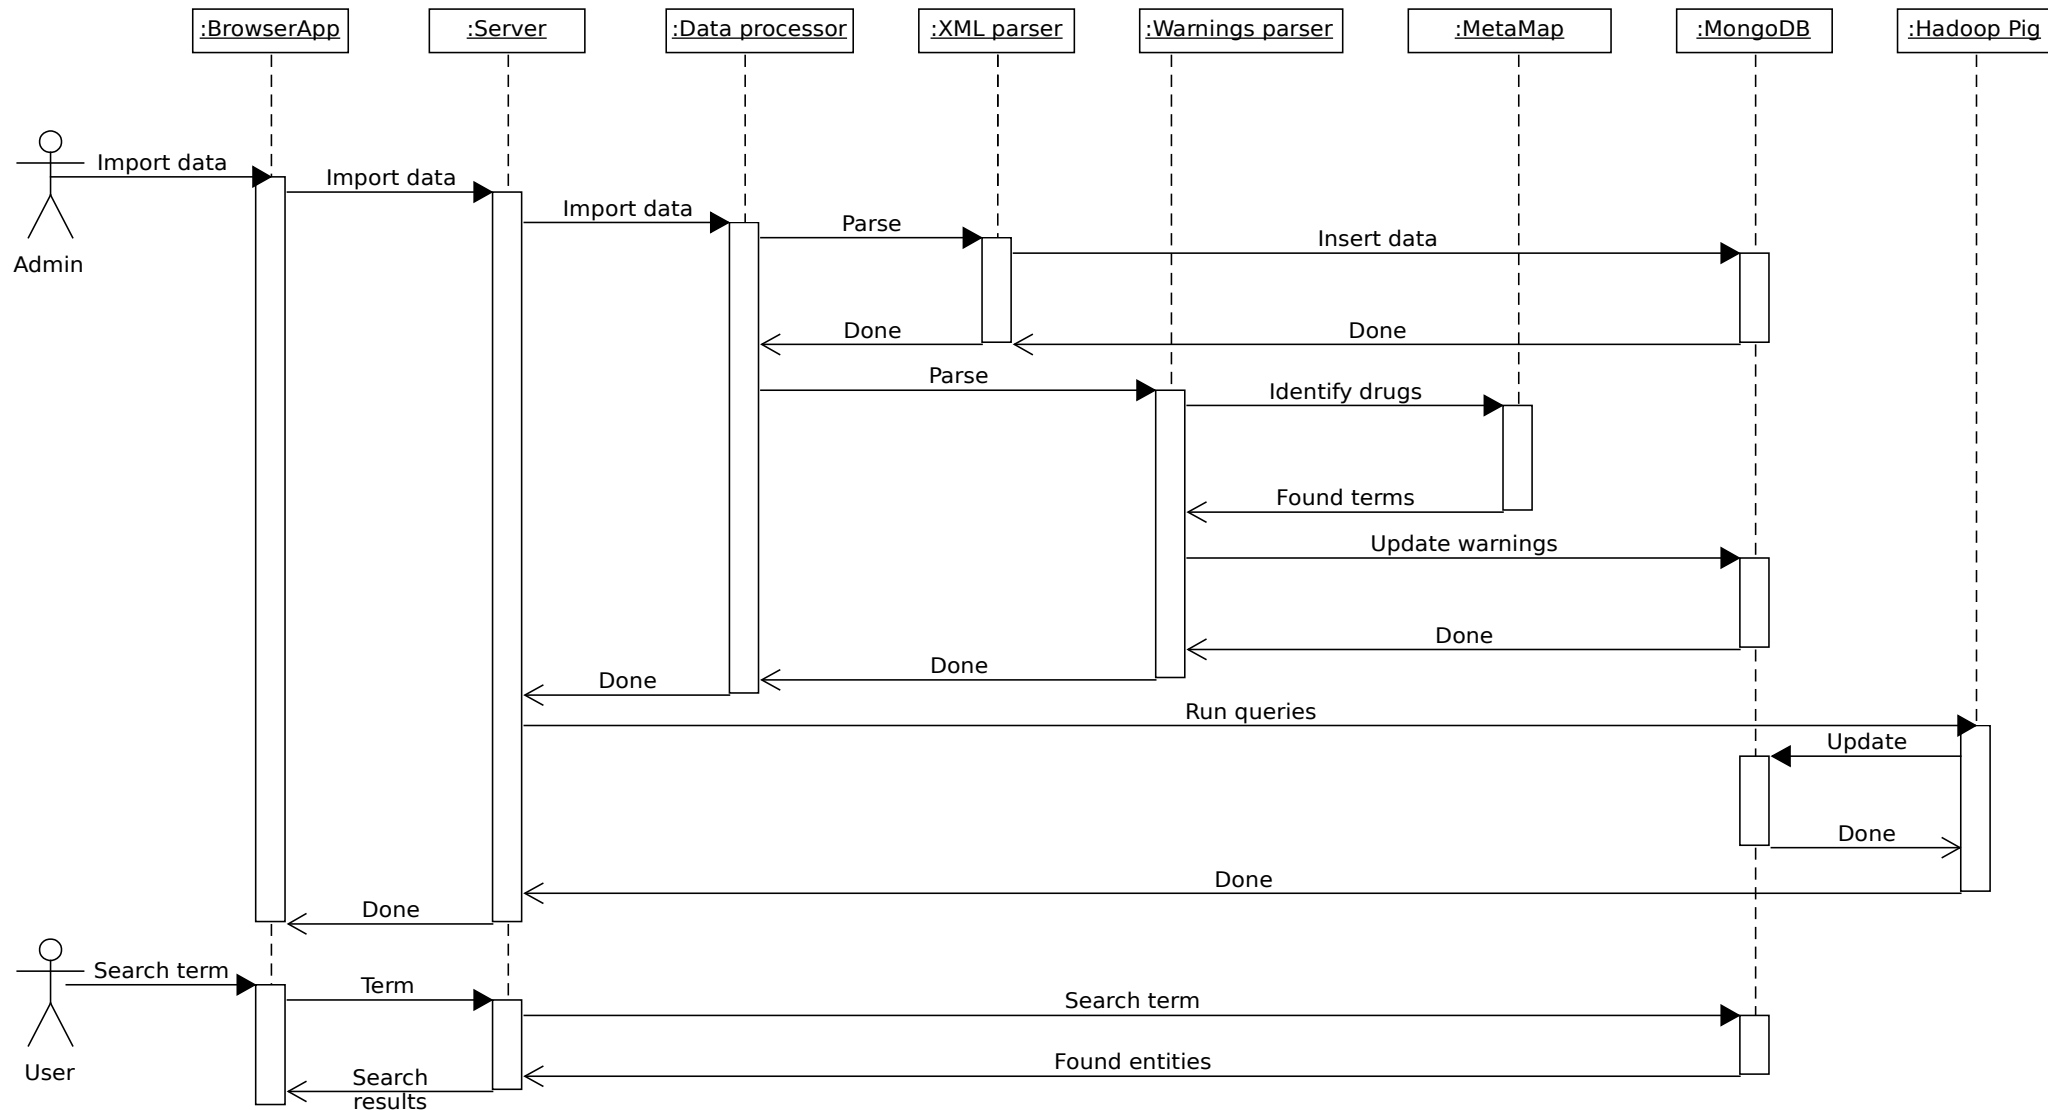 :BrowserApp
:Server
:Data processor
:XML parser
:Warnings parser
:MetaMap
:MongoDB
:Hadoop Pig
Import data
Import data
Import data
Parse
Insert data
Admin
Done
Done
Parse
Identify drugs
Found terms
Update warnings
Done
Done
Done
Run queries
Update
Done
Done
Done
Search term
Term
Search term
Found entities
User
Search
results